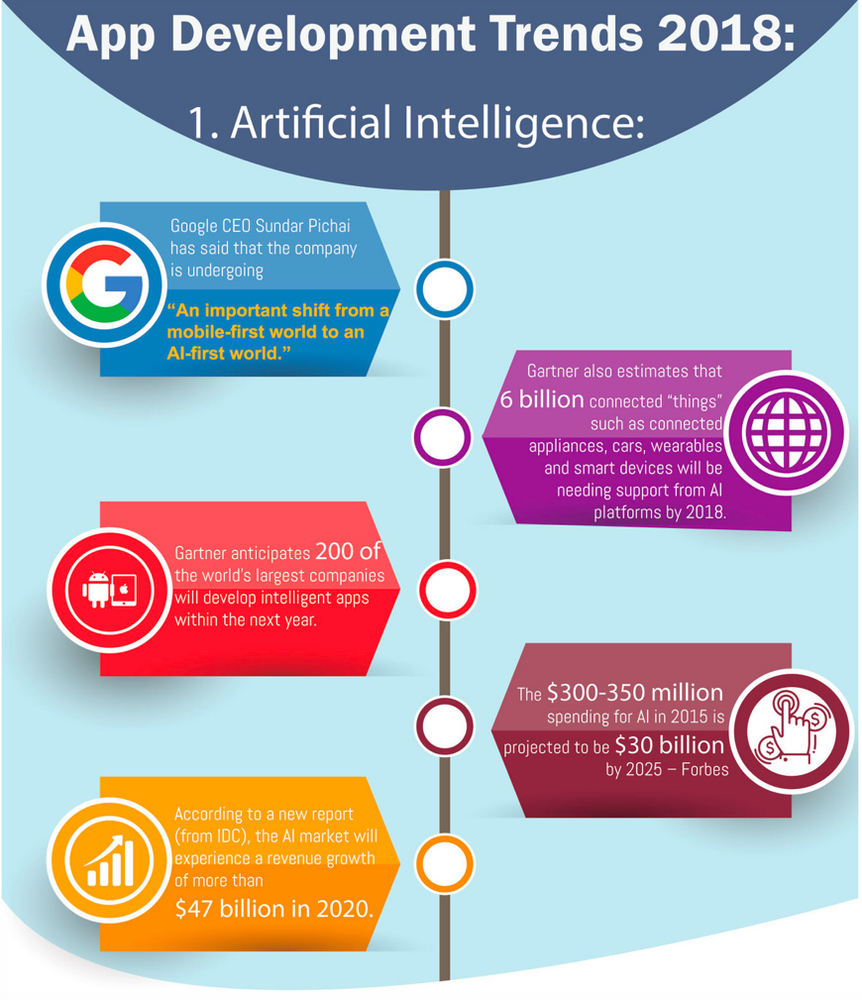 App Development Trends 2018:
1. Artificial Intelligence:
Google CEO Sundar Pichai
has said that the company
is undergoing
“An important shift from a
mobile-first world to an
AI-first world.”
Gartner also estimates that
6 billion connected “things”
such as connected
appliances, cars, wearables
and smart devices will be
needing support from AI
platforms by 2018.
Gartner anticipates 200 of
the world's largest companies
will develop intelligent apps
within the next year.
The $300-350 million
spending for AI in 2015 is
projected to be $30 billion
by 2025 – Forbes
According to a new report
(from IDC), the AI market will
experience a revenue growth
of more than
$47 billion in 2020.